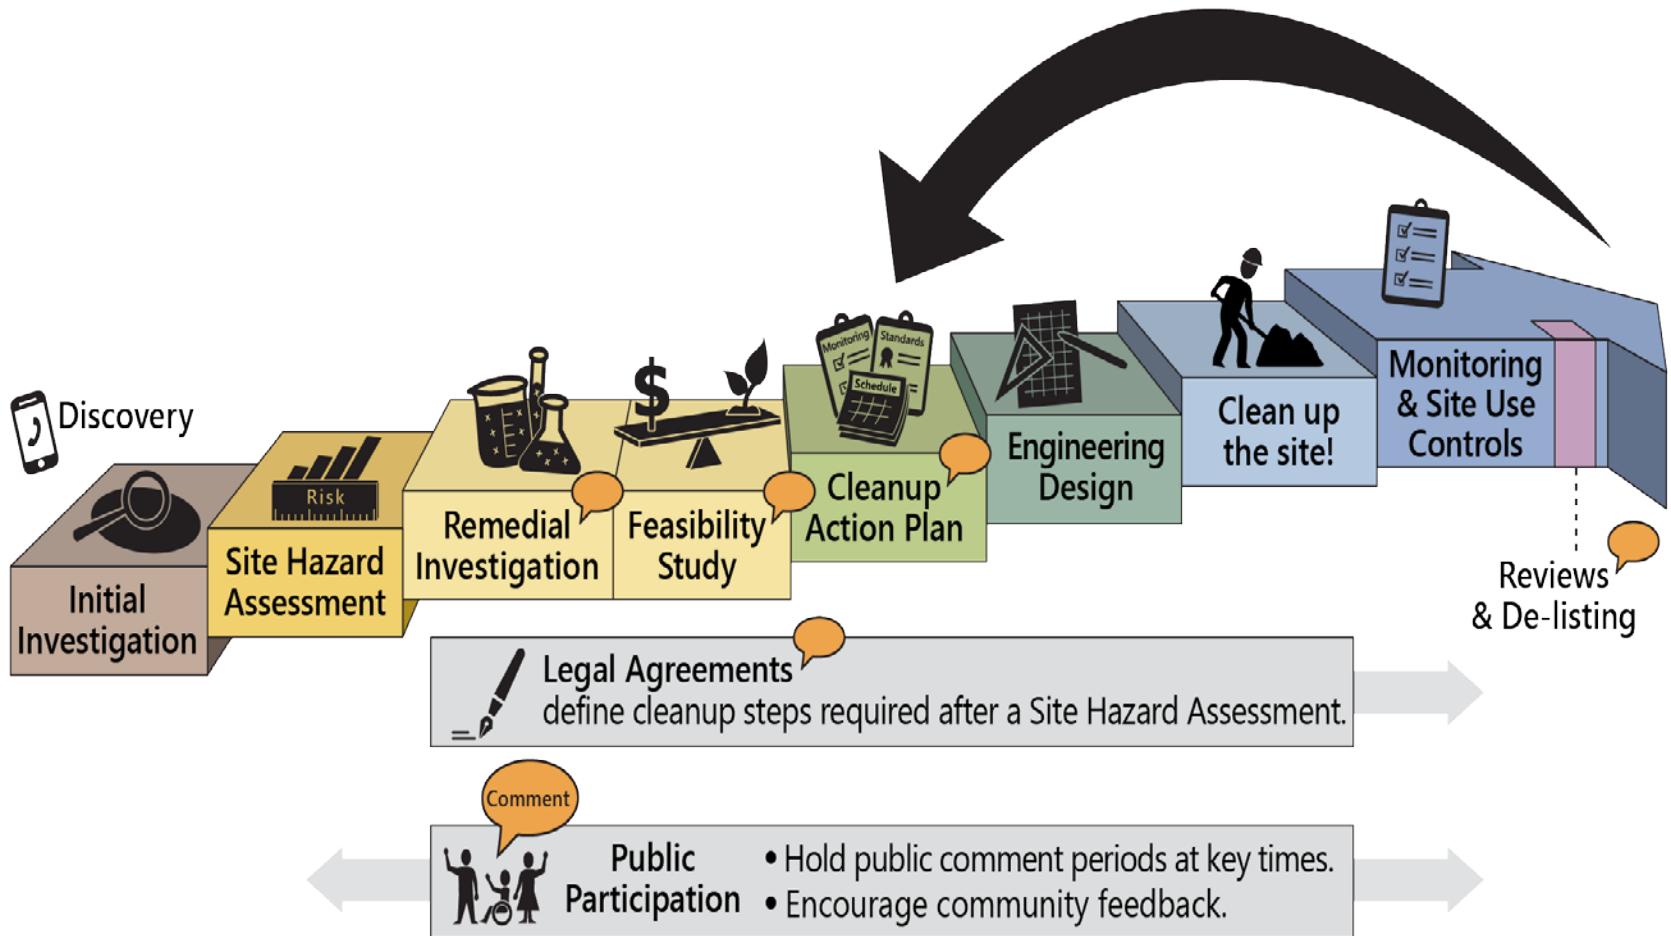 Discovery
Initial
Investigation
Risk
Site Hazard
Assessment
Remedial
Investigation
$
Feasibility
Study
Monitoring
Standards
Schedule
Cleanup
Action Plan
Engineering
Design
Clean up
the site!
Monitoring
& Site Use
Controls
Reviews
& De-listing
Legal Agreements
define cleanup steps required after a Site Hazard Assessment.
Comment
Public
Participation
• Hold public comment periods at key times.
• Encourage community feedback.